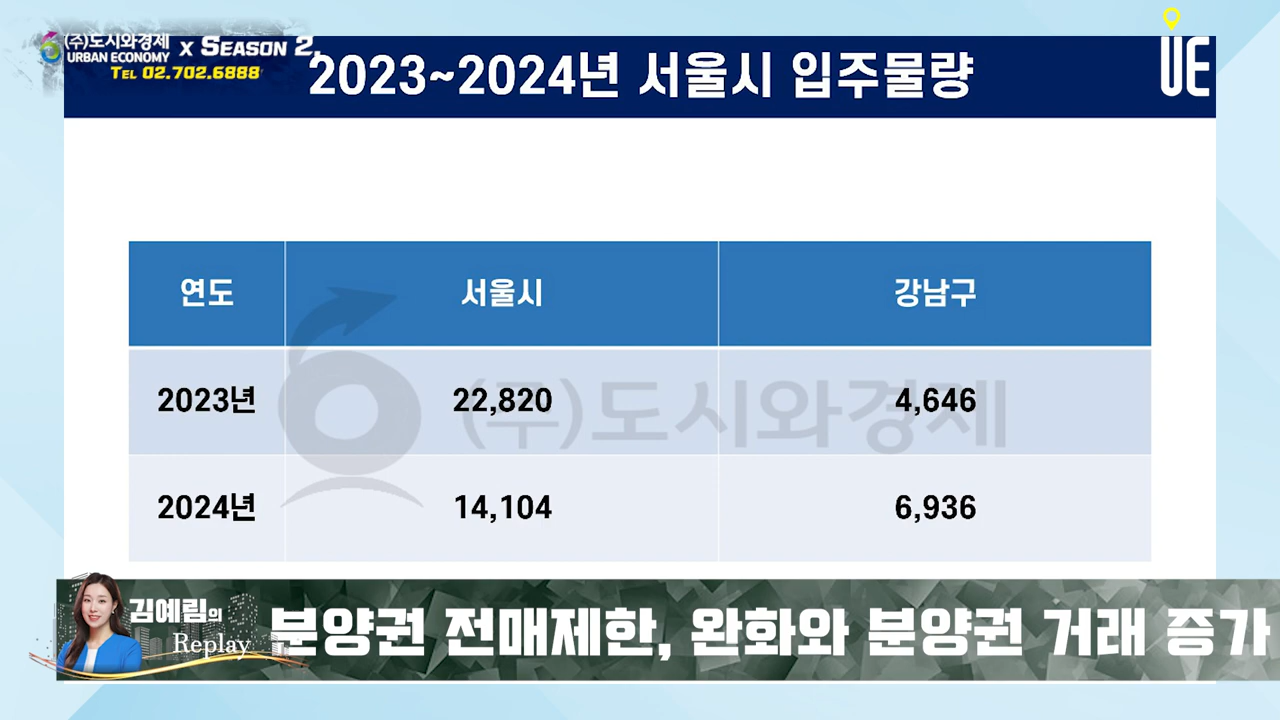 (주)도시와경제
URBAN ECONOMY
X SEASON 2.
TEL 02.702.6888
2023~2024년 서울시 입주물량
UE
연도 서울시 강남구
2023년 22,820 4,646
(주)도시와경제
2024년 14,104 6,936
김예림의
Replay
분양권 전매제한, 완화와 분양권 거래 증가